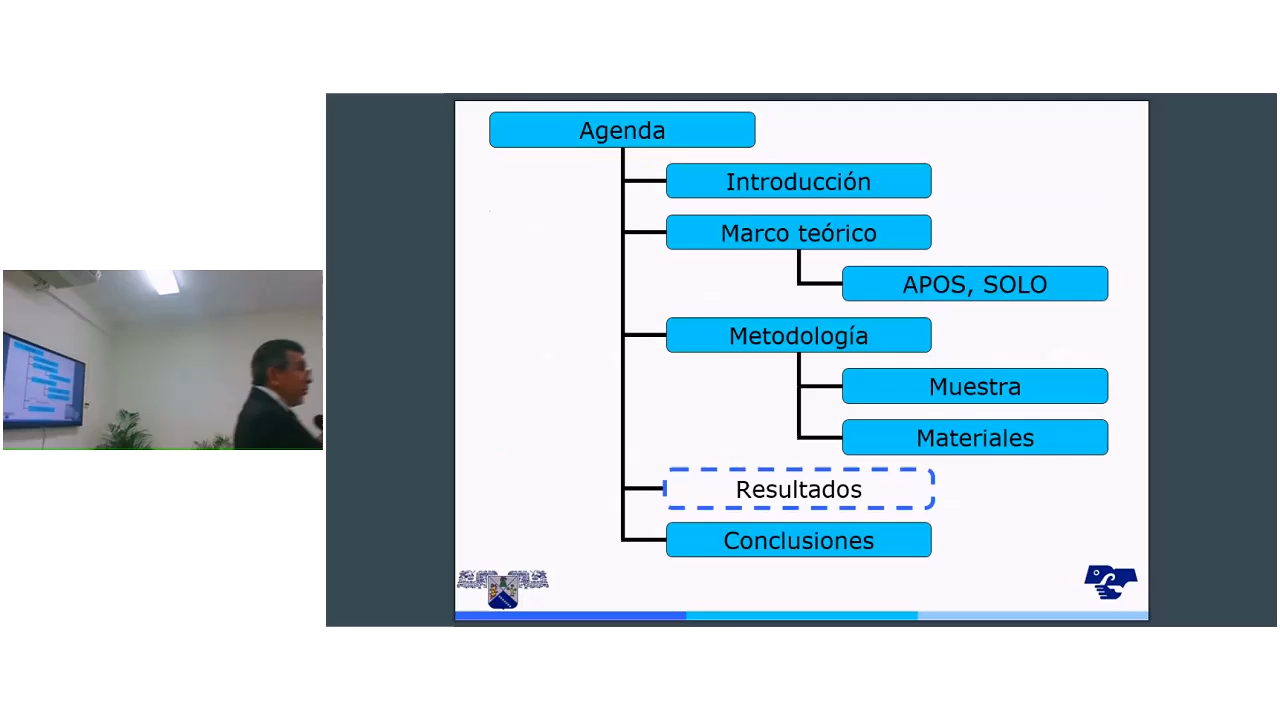 Agenda
Introducción
Marco teórico
APOS, SOLO
Metodología
Muestra
Materiales
Resultados
Conclusiones